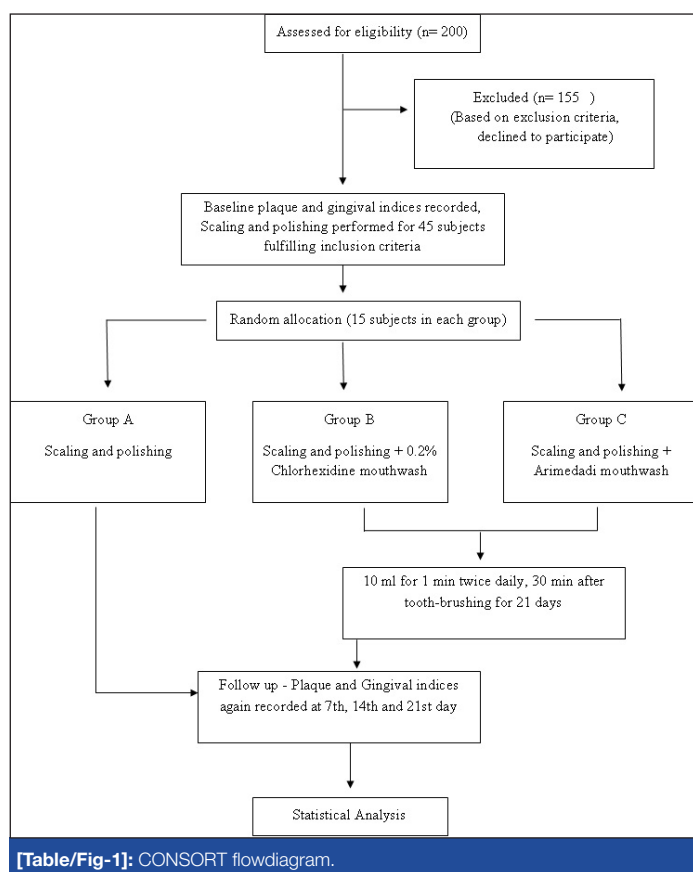 Assessed for eligibility (n= 200)
Excluded (n= 155 )
(Based on exclusion criteria,
declined to participate)
Baseline plaque and gingival indices recorded,
Scaling and polishing performed for 45 subjects
fulfilling inclusion criteria
Random allocation (15 subjects in each group)
Group A
Scaling and polishing
Group B
Scaling and polishing + 0.2%
Chlorhexidine mouthwash
Group C
Scaling and polishing +
Arimedadi mouthwash
10 ml for 1 min twice daily, 30 min after
tooth-brushing for 21 days
Follow up - Plaque and Gingival indices
again recorded at 7th, 14th and 21st day
Statistical Analysis
[Table/Fig-1]: CONSORT flowdiagram.